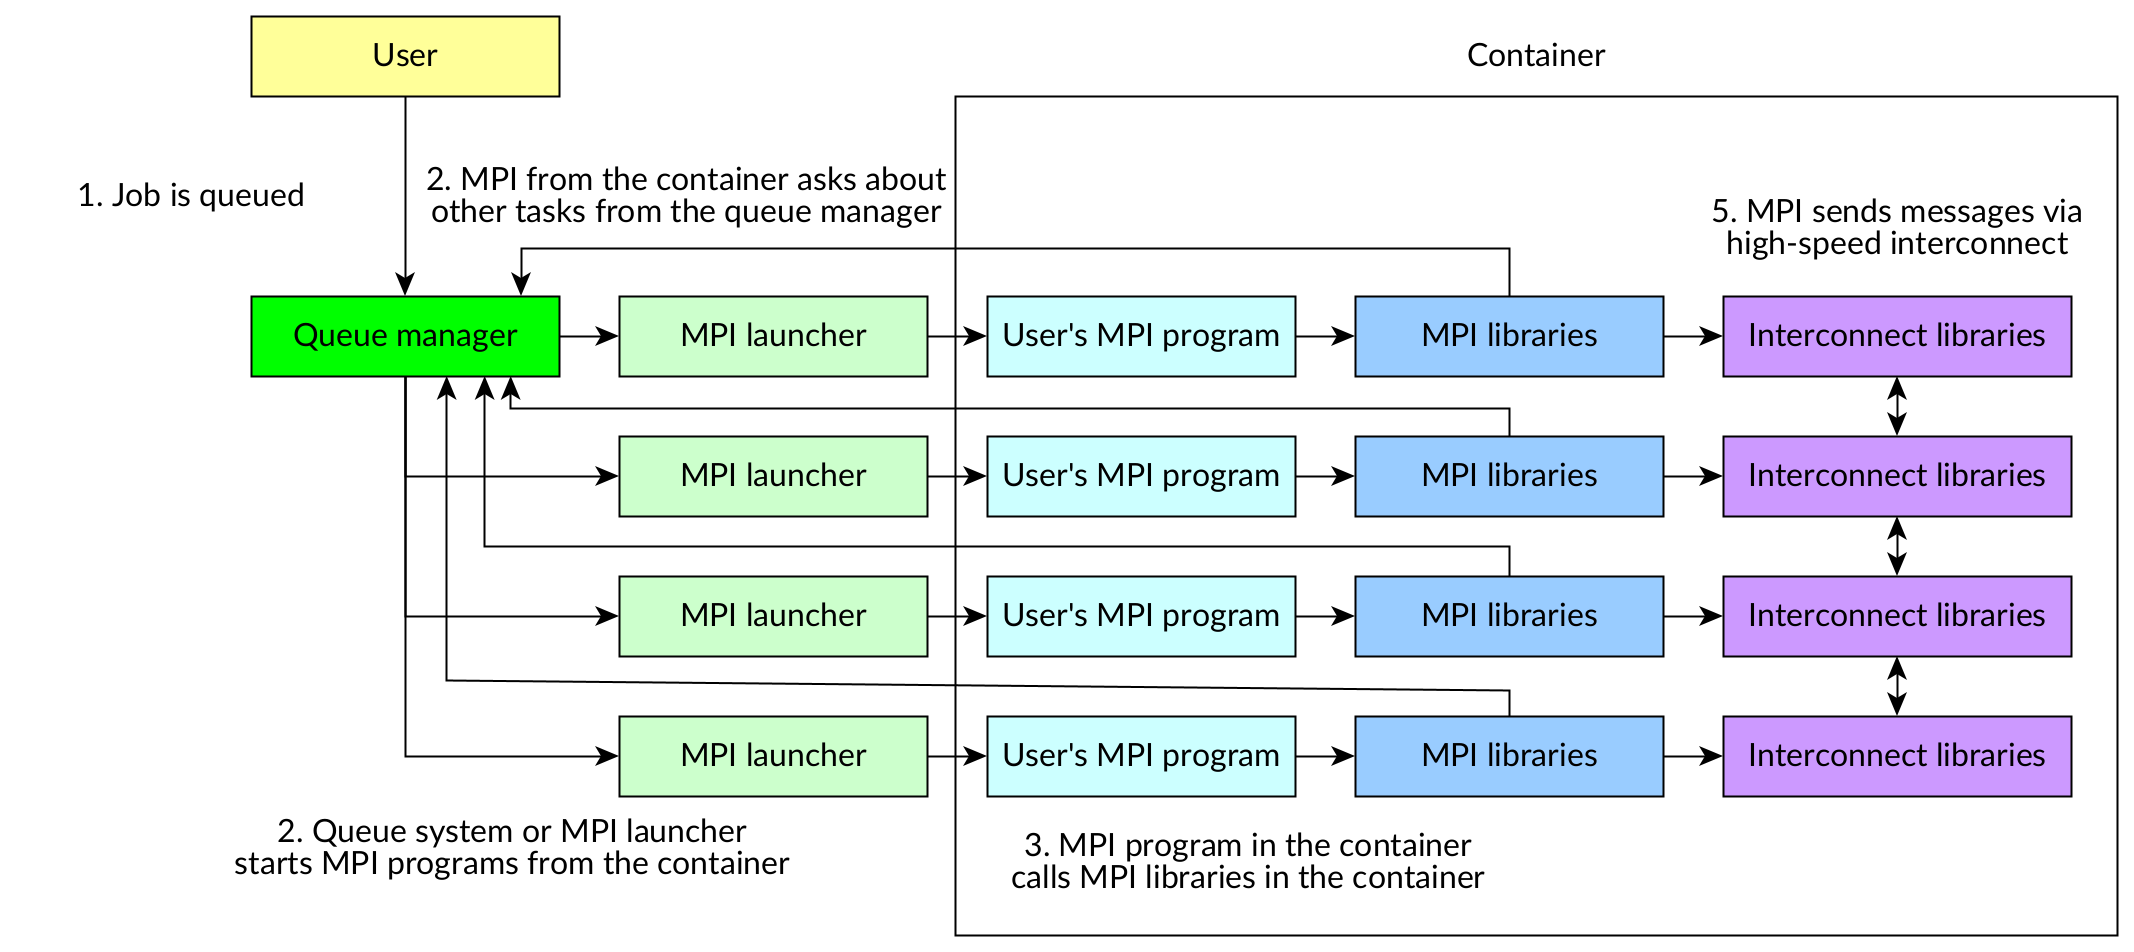 User
Container
1. Job is queued
2. MPI from the container asks about
other tasks from the queue manager
5. MPI sends messages via
high-speed interconnect
Queue manager
MPI launcher
User's MPI program
MPI libraries
Interconnect libraries
MPI launcher
User's MPI program
MPI libraries
Interconnect libraries
MPI launcher
User's MPI program
MPI libraries
Interconnect libraries
MPI launcher
User's MPI program
MPI libraries
Interconnect libraries
2. Queue system or MPI launcher
starts MPI programs from the container
3. MPI program in the container
calls MPI libraries in the container